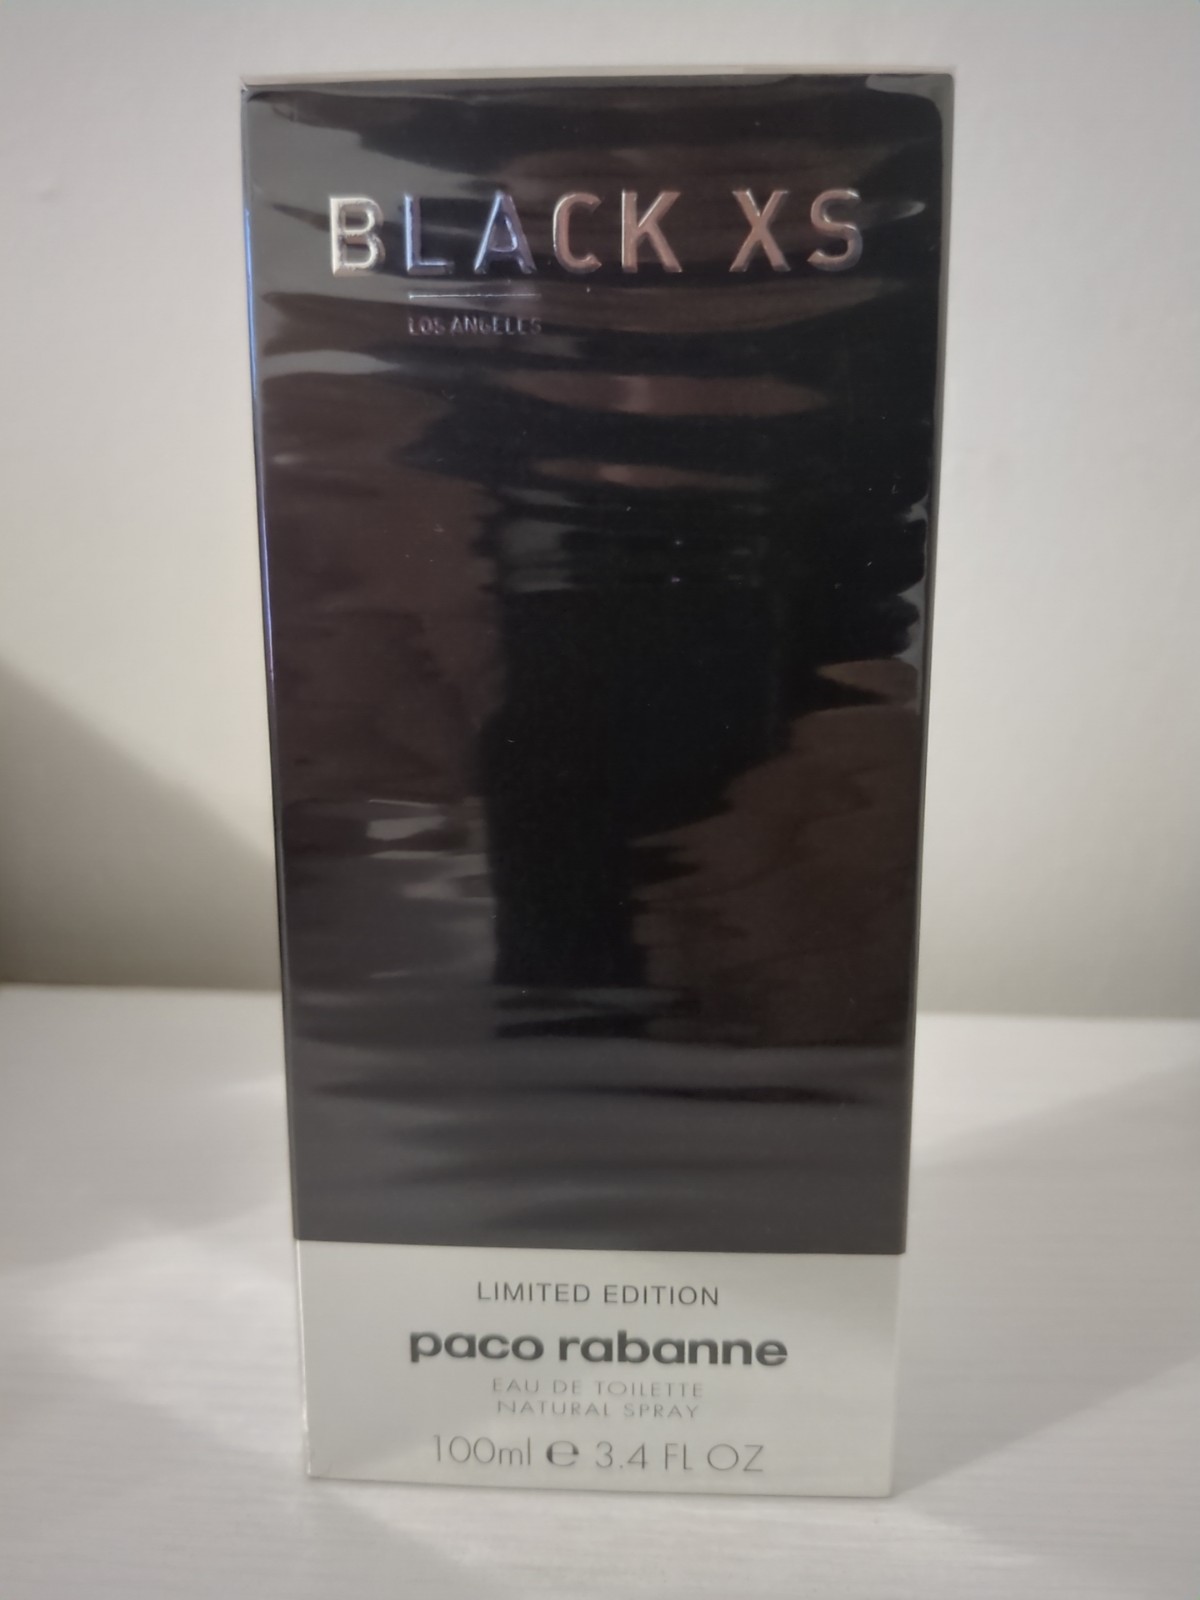 BLACK XS
LOS ANGELES
LIMITED EDITION
paco rabanne
EAU DE TOILETTE
NATURAL SPRAY
100ml ℮ 3.4 FL OZ